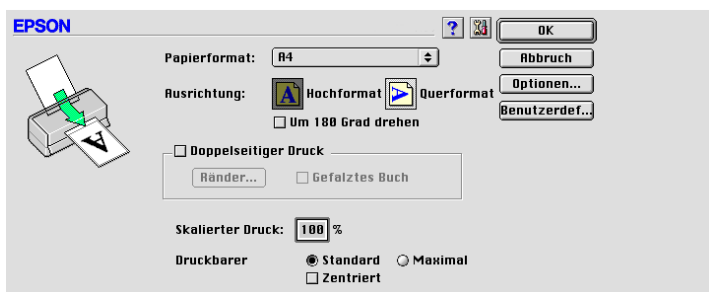 EPSON
?
OK
Papierformat: A4
Abbruch
Ausrichtung: A Hochformat A Querformat
Optionen...
Um 180 Grad drehen
Benutzerdef...
A
Doppelseitiger Druck
Ränder... Gefalztes Buch
Skalierter Druck: 100 %
Druckbarer Standard Maximal
Zentriert